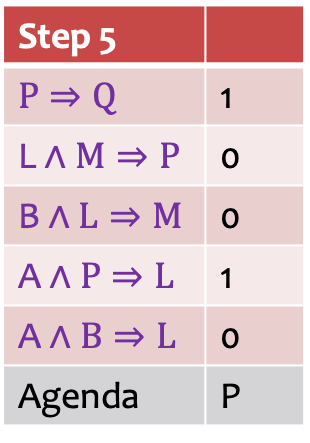 Step 5
P ⇒ Q 1
L ∧ M ⇒ P 0
B ∧ L ⇒ M 0
A ∧ P ⇒ L 1
A ∧ B ⇒ L 0
Agenda P